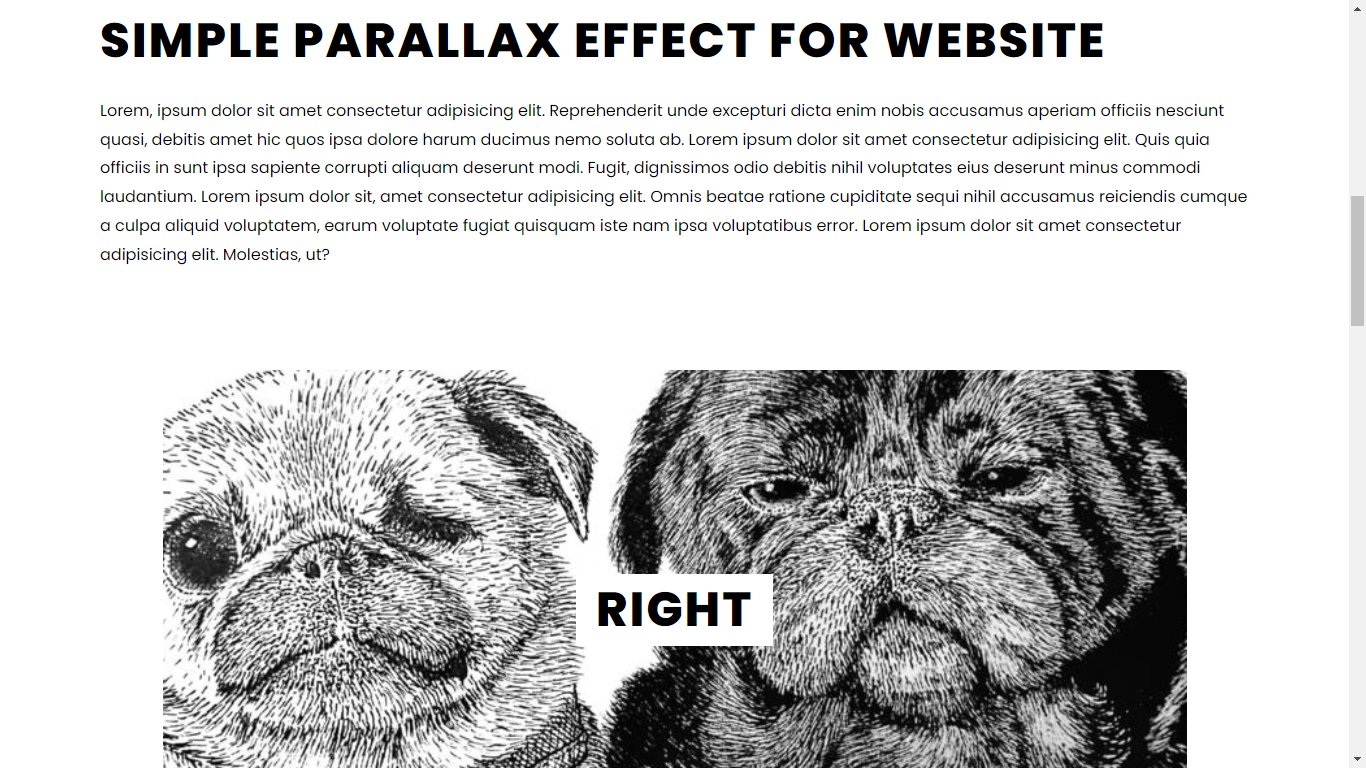 SIMPLE PARALLAX EFFECT FOR WEBSITE
Lorem, ipsum dolor sit amet consectetur adipisicing elit. Reprehenderit unde excepturi dicta enim nobis accusamus aperiam officiis nesciunt
quasi, debitis amet hic quos ipsa dolore harum ducimus nemo soluta ab. Lorem ipsum dolor sit amet consectetur adipisicing elit. Quis quia
officiis in sunt ipsa sapiente corrupti aliquam deserunt modi. Fugit, dignissimos odio debitis nihil voluptates eius deserunt minus commodi
laudantium. Lorem ipsum dolor sit, amet consectetur adipisicing elit. Omnis beatae ratione cupiditate sequi nihil accusamus reiciendis cumque
a culpa aliquid voluptatem, earum voluptate fugiat quisquam iste nam ipsa voluptatibus error. Lorem ipsum dolor sit amet consectetur
adipisicing elit. Molestias, ut?
RIGHT